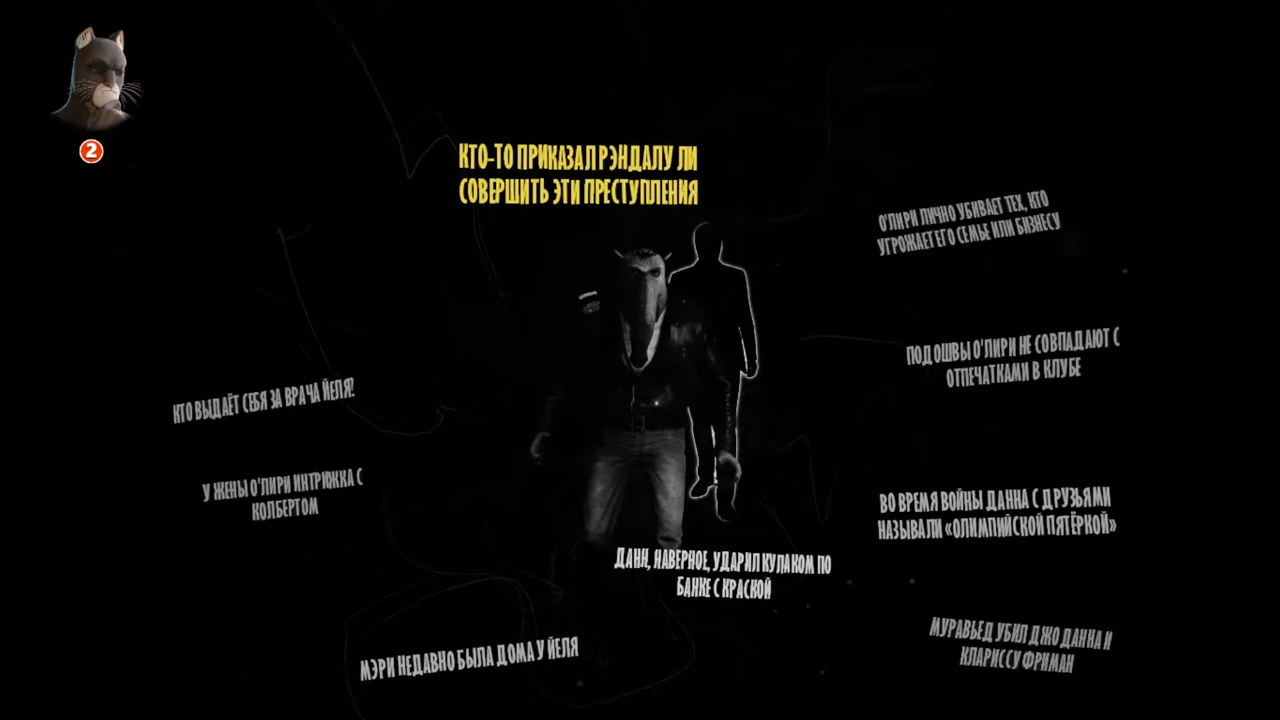 2
КТО-ТО ПРИКАЗАЛ РЭНДАЛУ ЛИ
СОВЕРШИТЬ ЭТИ ПРЕСТУПЛЕНИЯ
О'ЛИРИ ЛИЧНО УБИВАЕТ ТЕХ, КТО
УГРОЖАЕТ ЕГО СЕМЬЕ ИЛИ БИЗНЕСУ
ПОДОШВЫ О'ЛИРИ НЕ СОВПАДАЮТ С
ОТПЕЧАТКАМИ В КЛУБЕ
КТО ВЫДАЁТ СЕБЯ ЗА ВРАЧА ЙЕЛЯ?
У ЖЕНЫ О'ЛИРИ ИНТРИЖКА С
КОЛБЕРТОМ
ВО ВРЕМЯ ВОЙНЫ ДАННА С ДРУЗЬЯМИ
НАЗЫВАЛИ «ОЛИМПИЙСКОЙ ПЯТЁРКОЙ»
ДАНН, НАВЕРНОЕ, УДАРИЛ КУЛАКОМ ПО
БАНКЕ С КРАСКОЙ
МЭРИ НЕДАВНО БЫЛА ДОМА У ЙЕЛЯ
МУРАВЬЕД УБИЛ ДЖО ДАННА И
КЛАРИССУ ФРИМАН